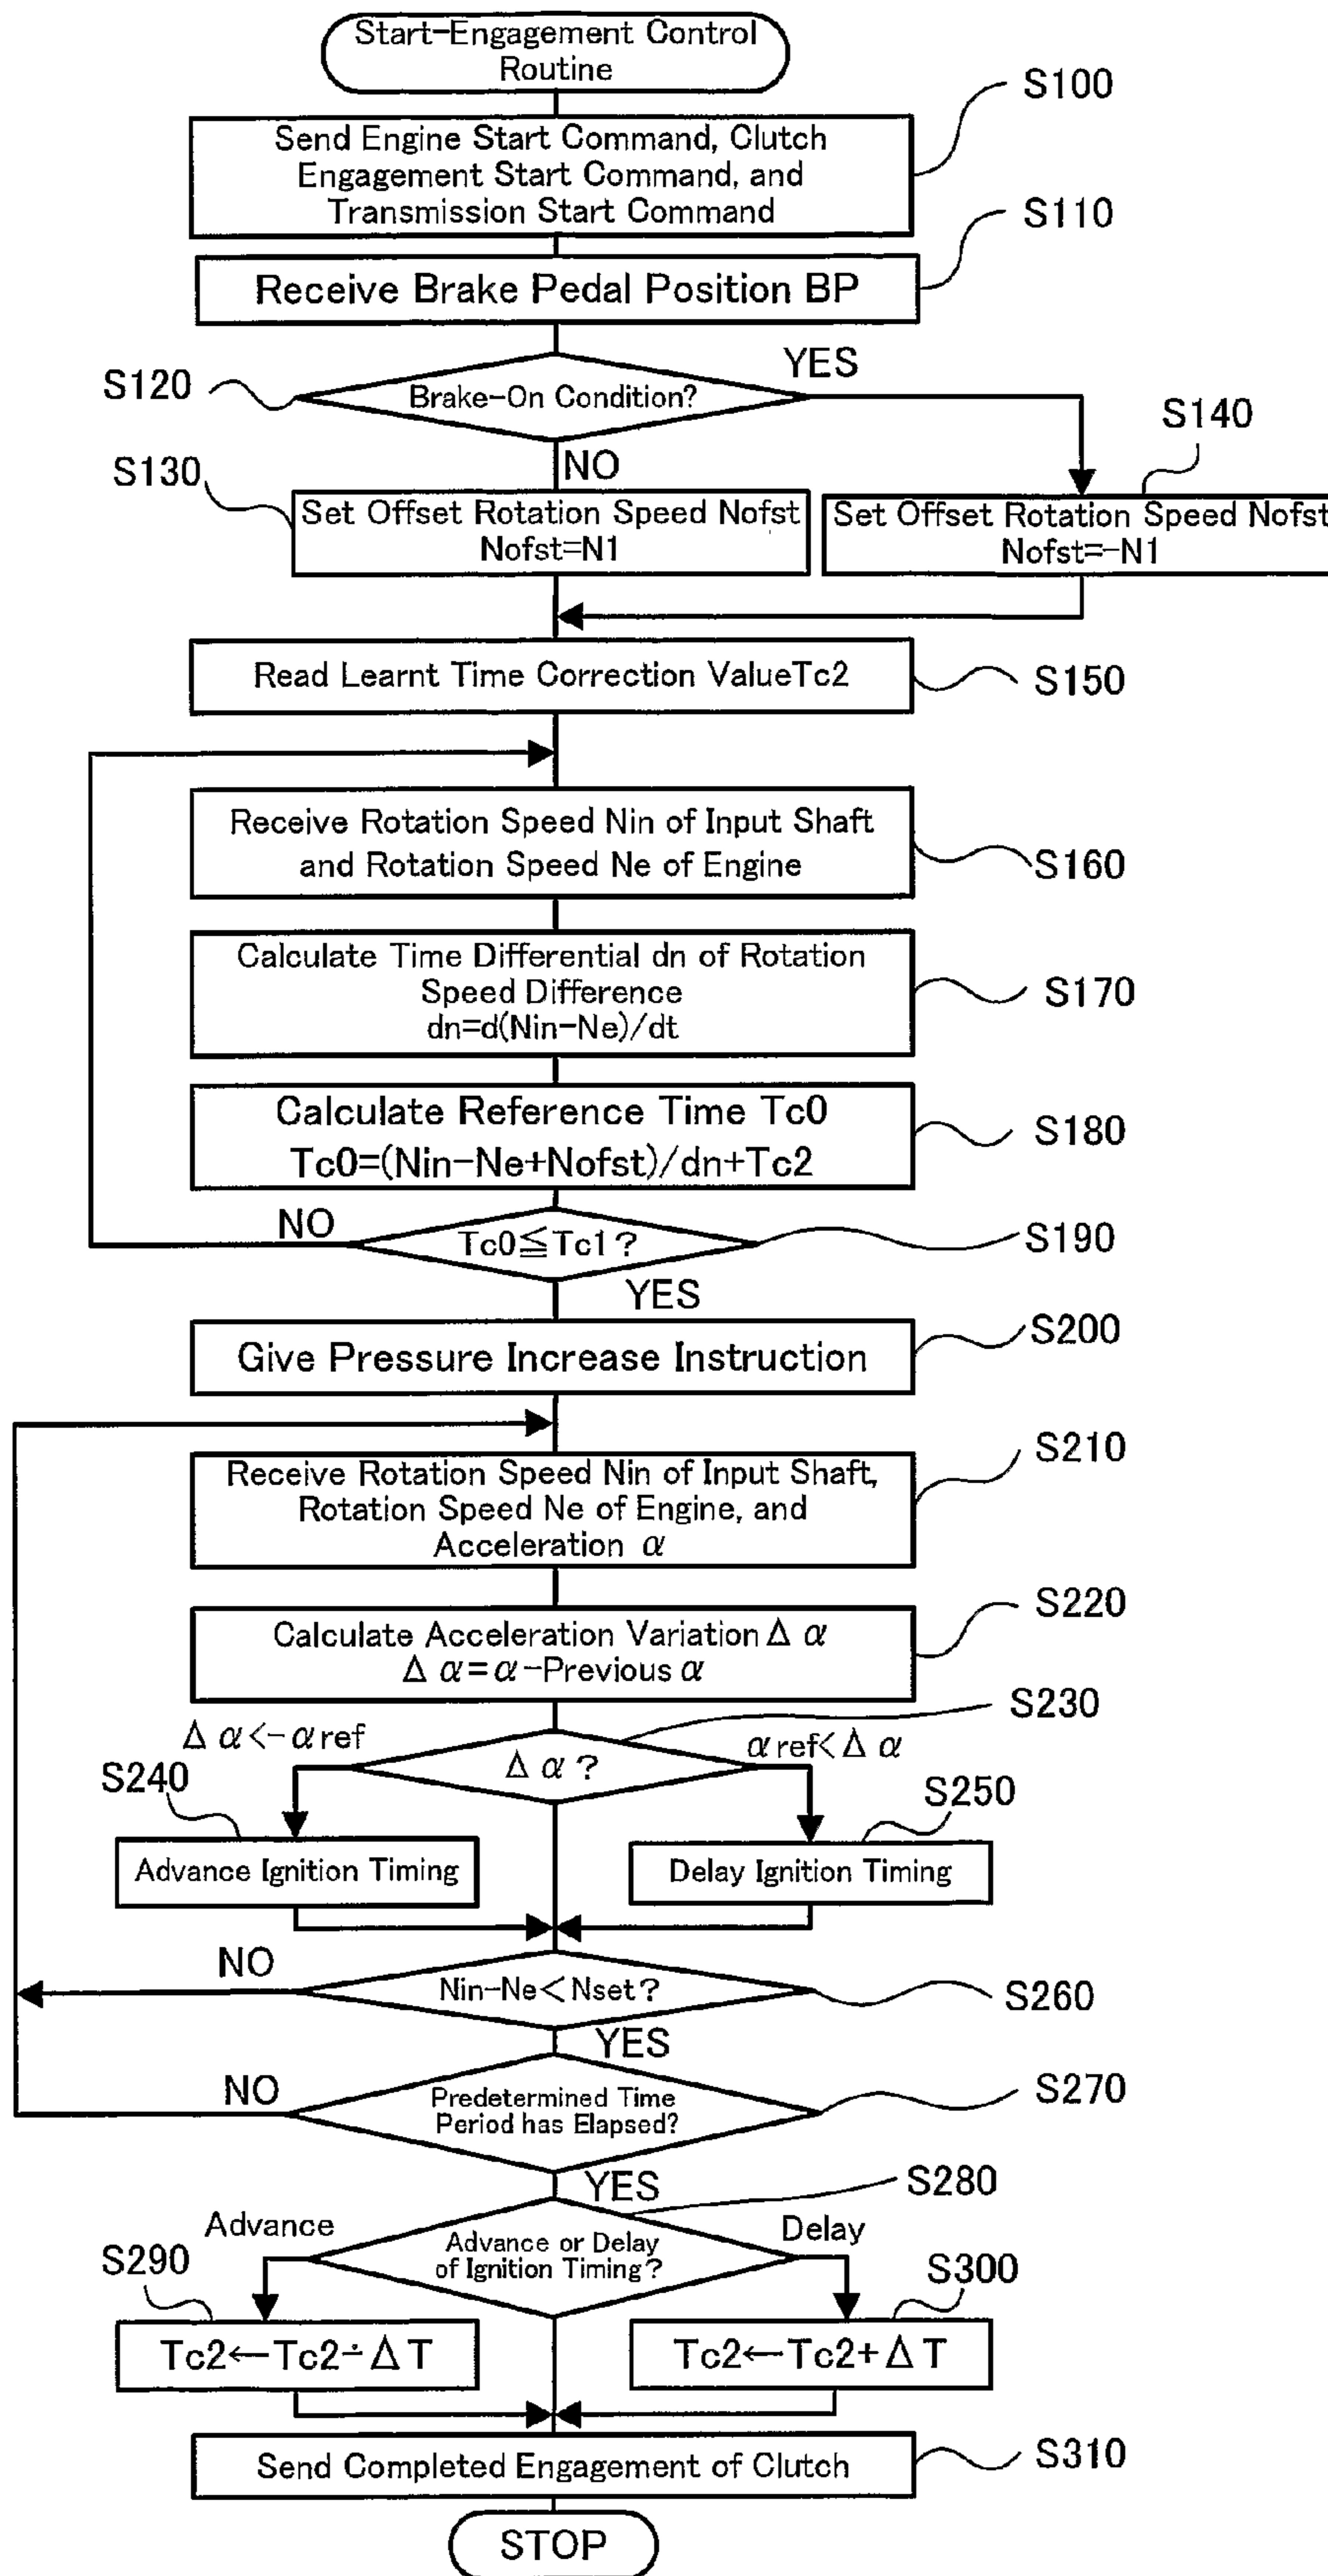 Start-Engagement Control
Routine
S100
Send Engine Start Command, Clutch
Engagement Start Command, and
Transmission Start Command
S110
Receive Brake Pedal Position BP
YES
S120
Brake-On Condition?
S140
NO
S130
Set Offset Rotation Speed Nofst
Nofst=N1
Set Offset Rotation Speed Nofst
Nofst=-N1
Read Learnt Time Correction ValueTc2
S150
Receive Rotation Speed Nin of Input Shaft
and Rotation Speed Ne of Engine
S160
Calculate Time Differential dn of Rotation
Speed Difference
dn=d(Nin-Ne)/dt
S170
Calculate Reference Time Tc0
Tc0=(Nin-Ne+Nofst)/dn+Tc2
S180
NO
Tc0≦Tc1?
S190
YES
S200
Give Pressure Increase Instruction
S210
Receive Rotation Speed Nin of Input Shaft,
Rotation Speed Ne of Engine, and
Acceleration α
S220
Calculate Acceleration Variation Δ α
Δ α=α-Previous α
S230
Δ α<-α ref
α ref<Δ α
Δ α ?
S240
S250
Advance Ignition Timing
Delay Ignition Timing
NO
Nin-Ne<Nset?
S260
YES
NO
Predetermined Time
Period has Elapsed?
S270
YES
S280
Advance
Delay
Advance or Delay
of Ignition Timing?
S290
S300
Tc2←Tc2-ΔT
Tc2←Tc2+ΔT
Send Completed Engagement of Clutch
S310
STOP